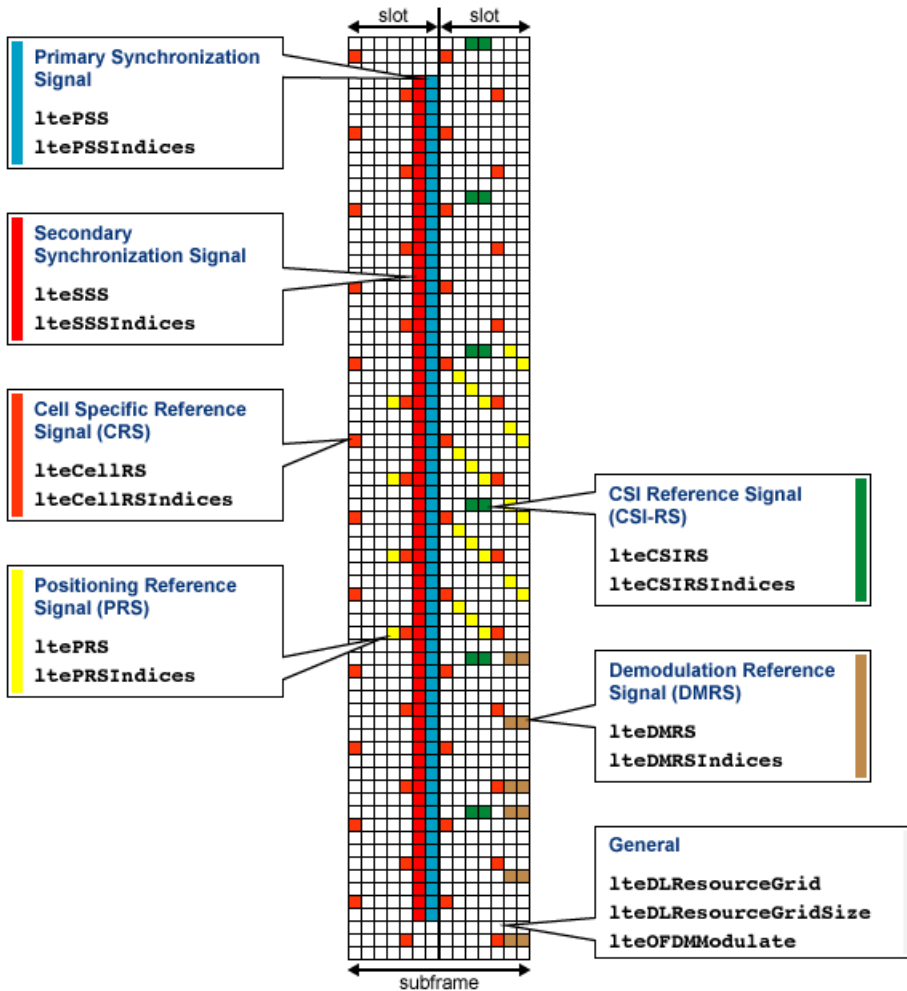 slot
slot
Primary Synchronization
Signal
ltePSS
ltePSSIndices
Secondary
Synchronization Signal
lteSSS
lteSSSIndices
Cell Specific Reference
Signal (CRS)
lteCellRS
lteCellRSIndices
Positioning Reference
Signal (PRS)
ltePRS
ltePRSIndices
CSI Reference Signal
(CSI-RS)
lteCSIRS
lteCSIRSIndices
Demodulation Reference
Signal (DMRS)
lteDMRS
lteDMRSIndices
General
lteDLResourceGrid
lteDLResourceGridSize
lteOFDMModulate
subframe